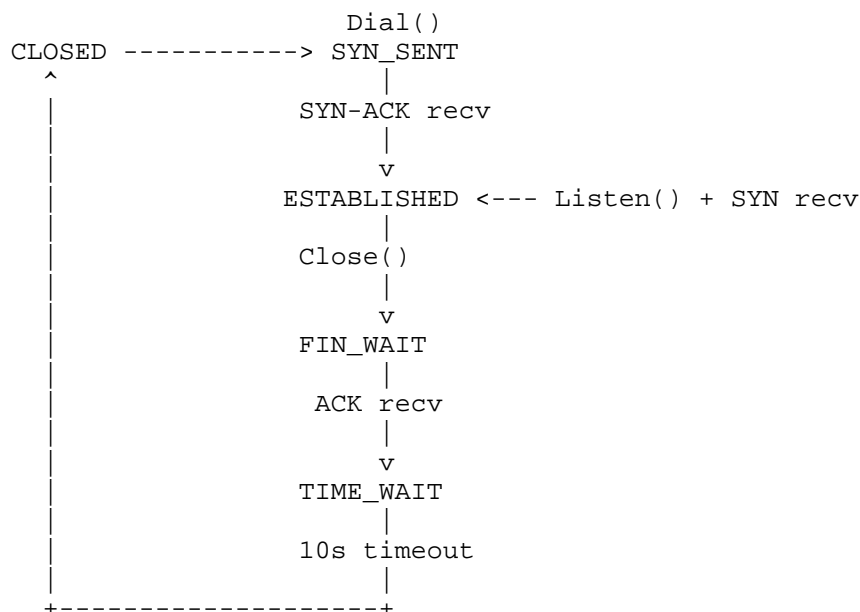 Dial()
CLOSED -----------> SYN_SENT
^ |
| SYN-ACK recv
| |
| v
| ESTABLISHED <--- Listen() + SYN recv
| |
| Close()
| |
| v
| FIN_WAIT
| |
| ACK recv
| |
| v
| TIME_WAIT
| |
| 10s timeout
| |
+---------------------+